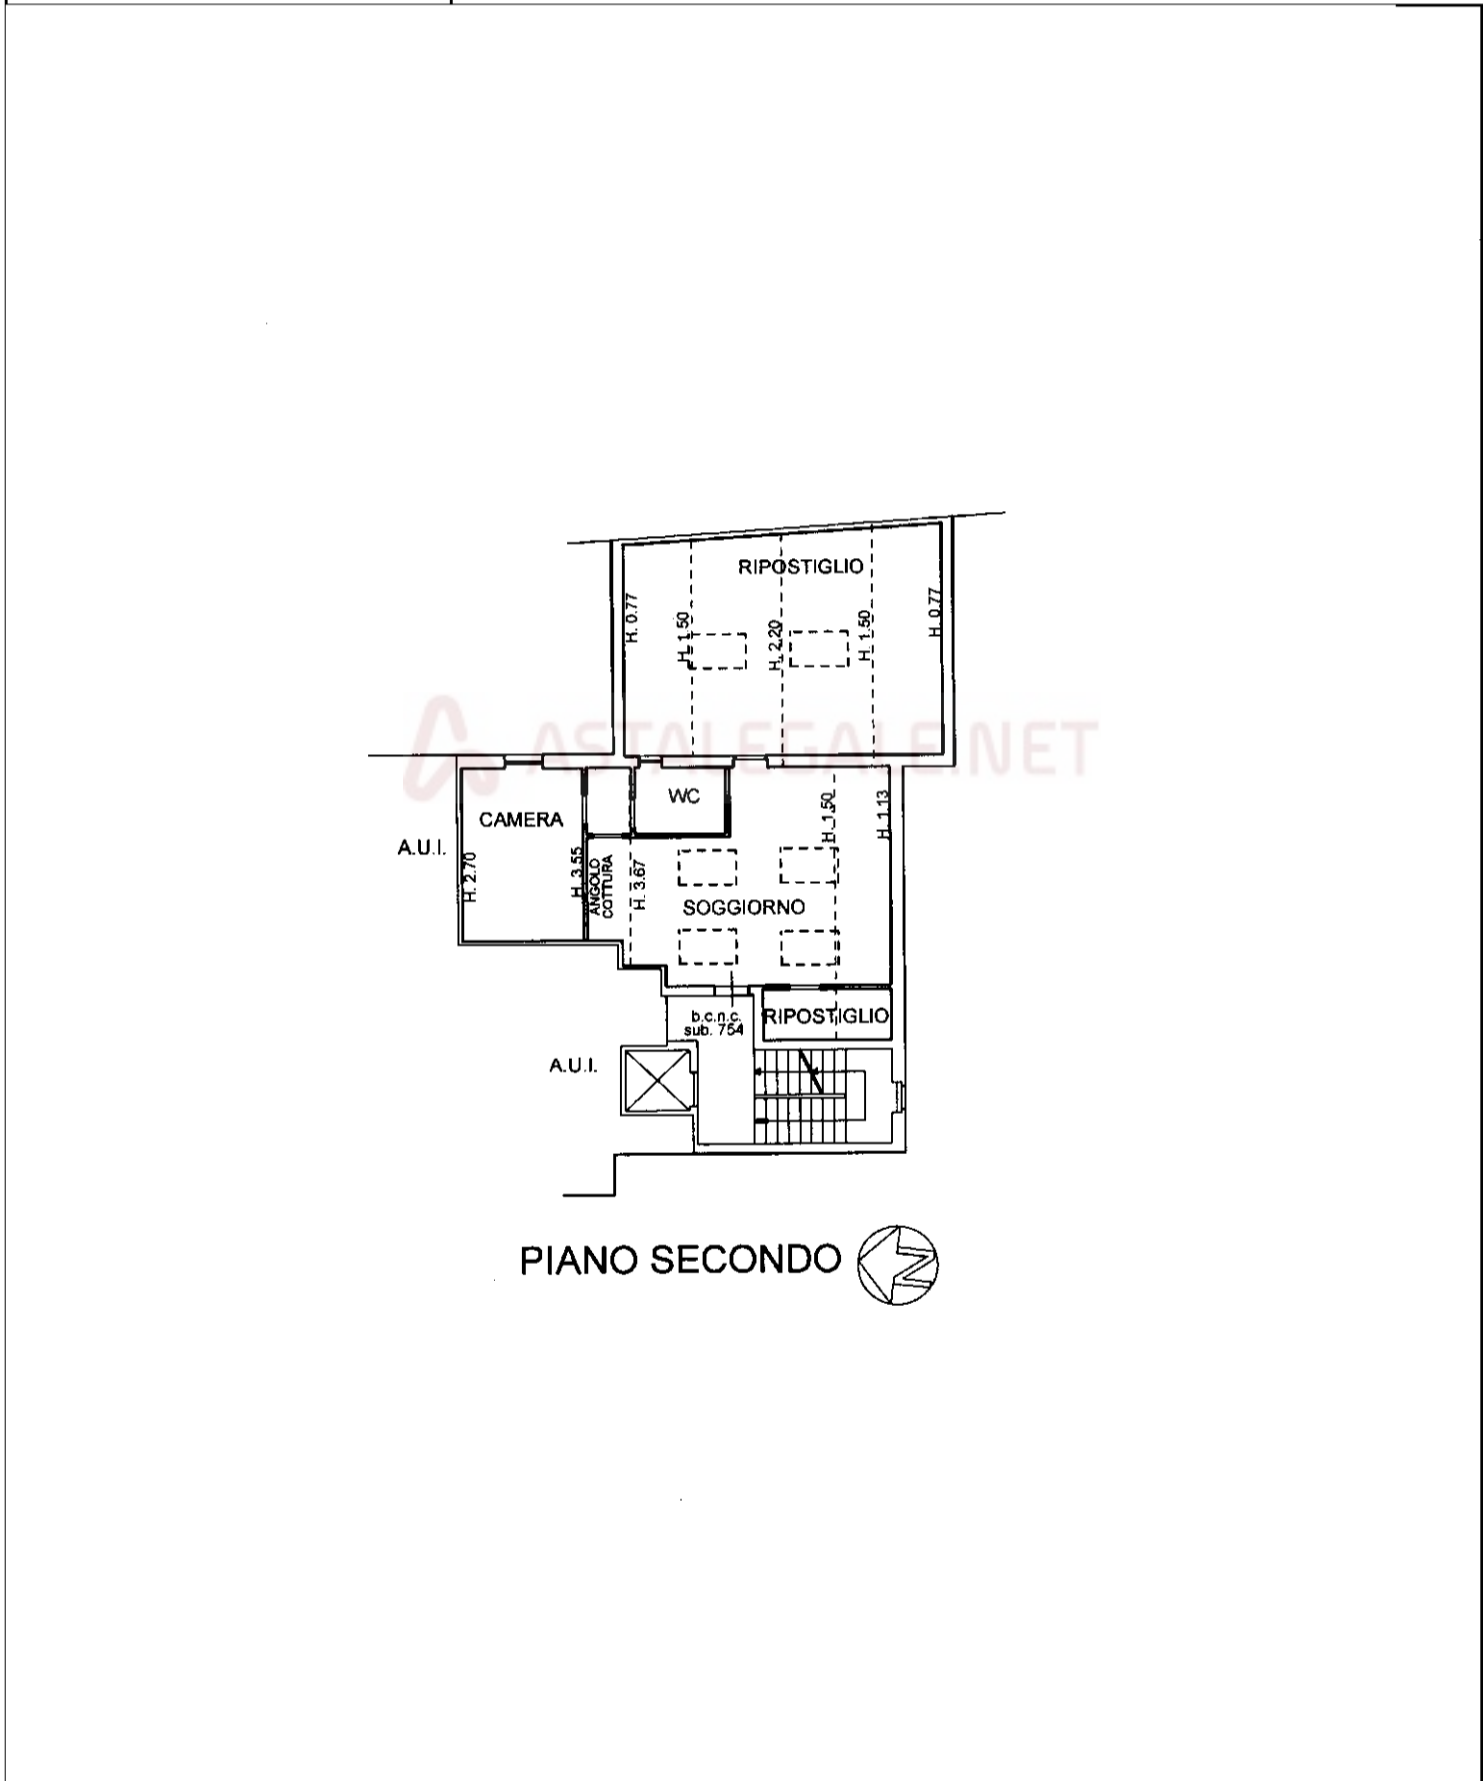 RIPOSTIGLIO
H. 0.77
H. 1.50
H. 2.20
H. 1.50
H. 0.77
ASTALEGALE.NET
WC
CAMERA
A.U.I.
H. 2.70
H. 3.55
ANGOLO
COTTURA
H. 3.67
H. 1.50
H. 1.13
SOGGIORNO
b.c.n.c.
sub. 754
RIPOSTIGLIO
A.U.I.
PIANO SECONDO
N